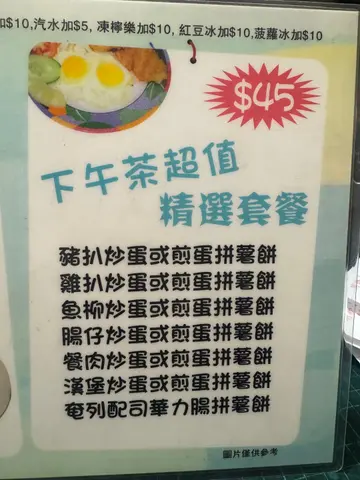 加$10,汽水加$5, 凍檸樂加$10, 紅豆冰加$10,菠蘿冰加$10
$45
下午茶超值
精選套餐
豬扒炒蛋或煎蛋拼薯餅
雞扒炒蛋或煎蛋拼薯餅
魚柳炒蛋或煎蛋拼薯餅
腸仔炒蛋或煎蛋拼薯餅
餐肉炒蛋或煎蛋拼薯餅
漢堡炒蛋或煎蛋拼薯餅
奄列配司華力腸拼薯餅
圖片僅供參考